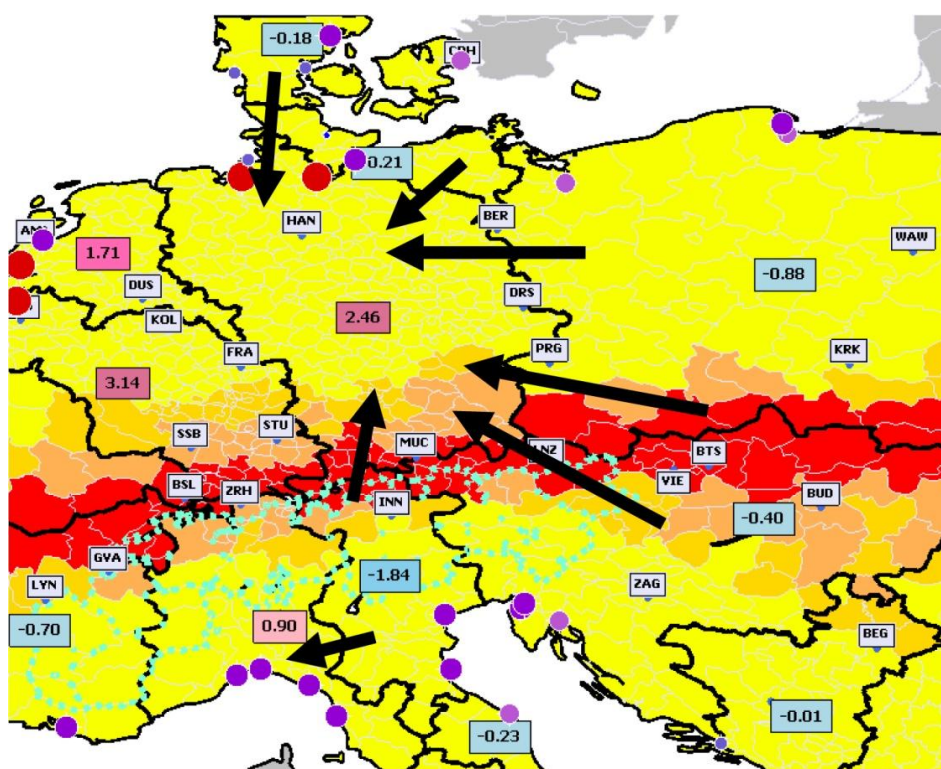 -0.18
CPH
0.21
HAN
BER
WAW
1.71
-0.88
DUS
DRS
KOL
2.46
FRA
PRG
KRK
3.14
SSB
STU
MUC
LNZ
BTS
VIE
BSL
ZRH
INN
BUD
-0.40
GVA
LYN
-1.84
ZAG
-0.70
0.90
BEG
-0.01
-0.23